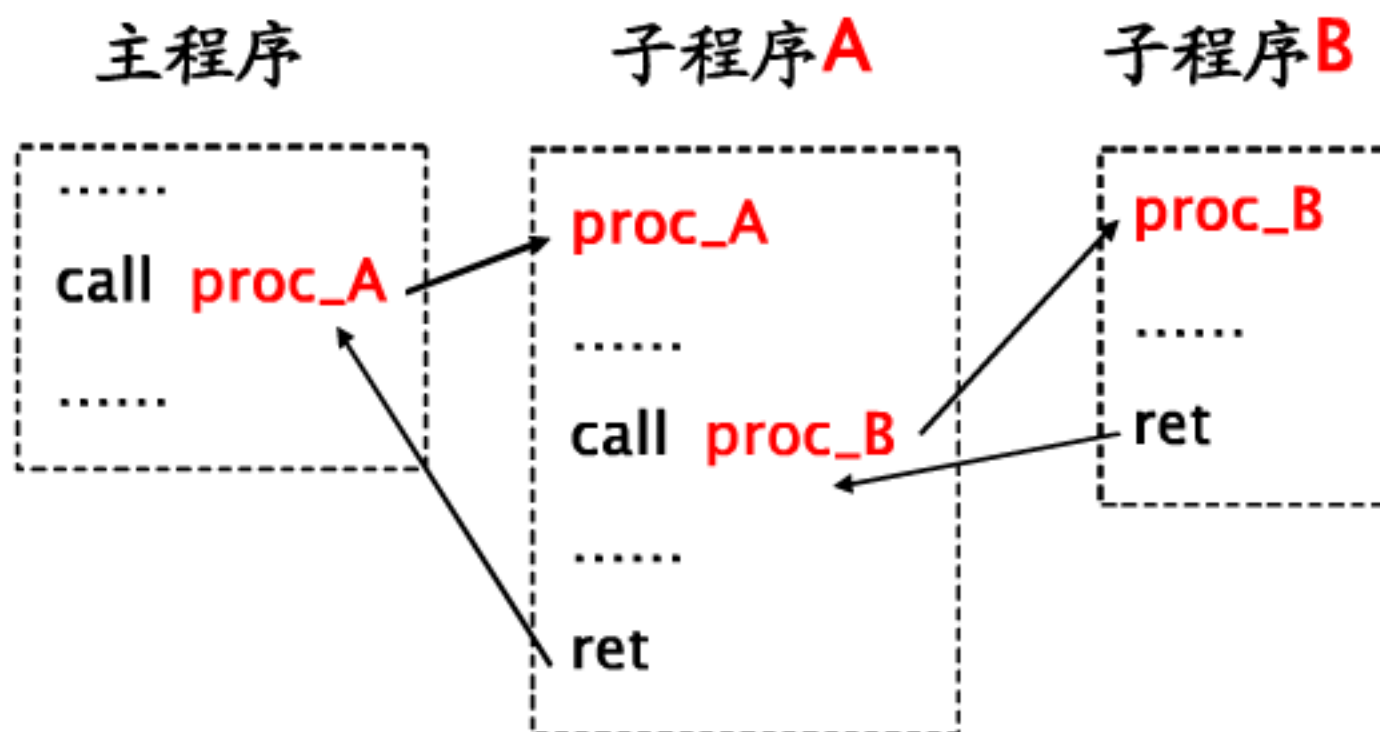 主程序
......
call proc_A
......
子程序A
proc_A
......
call proc_B
......
ret
子程序B
proc_B
......
ret